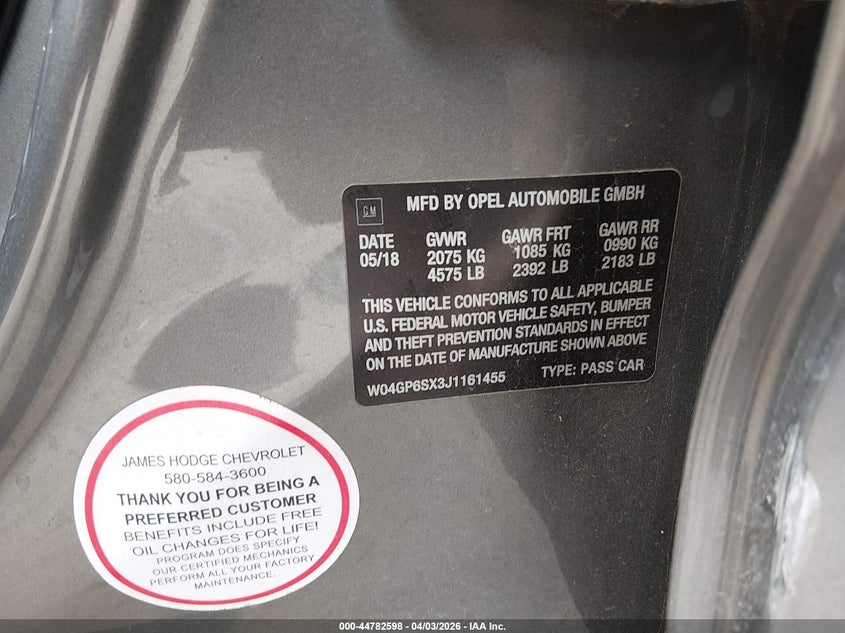 GM
MFD BY OPEL AUTOMOBILE GMBH
DATE GVWR GAWR FRT GAWR RR
05/18 2075 KG 1085 KG 0990 KG
4575 LB 2392 LB 2183 LB
THIS VEHICLE CONFORMS TO ALL APPLICABLE
U.S. FEDERAL MOTOR VEHICLE SAFETY, BUMPER
AND THEFT PREVENTION STANDARDS IN EFFECT
ON THE DATE OF MANUFACTURE SHOWN ABOVE
W04GP6SX3J1161455 TYPE: PASS CAR
JAMES HODGE CHEVROLET
580-584-3600
THANK YOU FOR BEING A
PREFERRED CUSTOMER
BENEFITS INCLUDE FREE
OIL CHANGES FOR LIFE!
PROGRAM DOES SPECIFY
OUR CERTIFIED MECHANICS
PERFORM ALL YOUR FACTORY
MAINTENANCE.
000-44782598 - 04/03/2026 - IAA Inc.